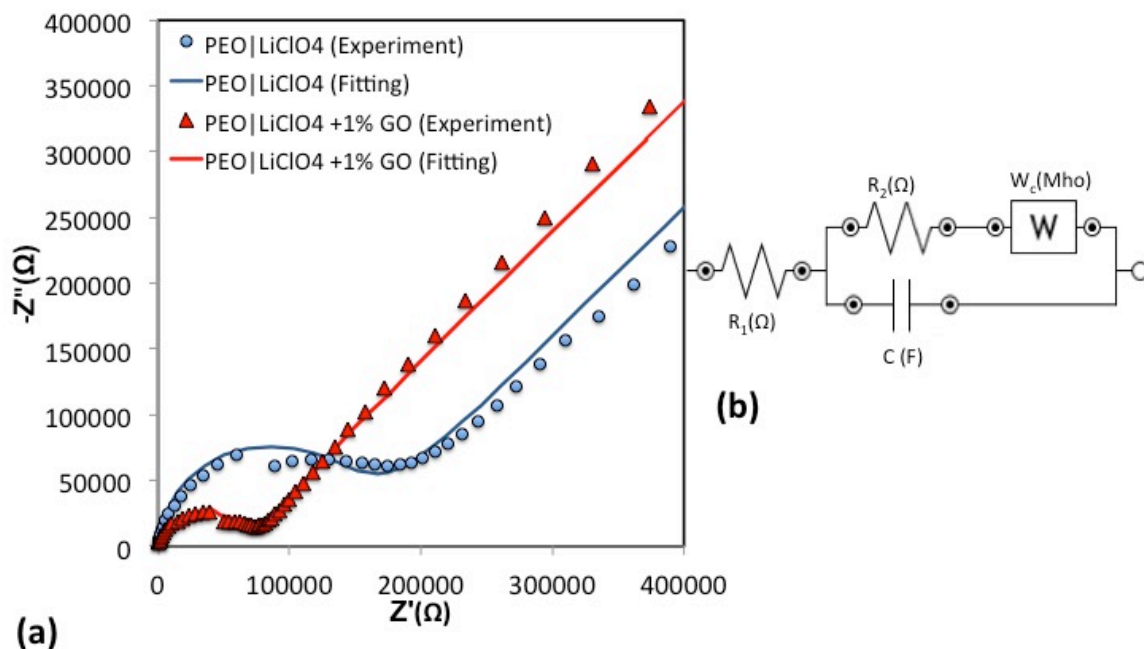 400000
350000
300000
250000
200000
150000
100000
50000
0
-Z"(Ω)
PEO|LiClO4 (Experiment)
PEO|LiClO4 (Fitting)
PEO|LiClO4 +1% GO (Experiment)
PEO|LiClO4 +1% GO (Fitting)
0 100000 200000 300000 400000
Z'(Ω)
(a)
R2(Ω)
Wc(Mho)
W
R1(Ω)
C (F)
(b)